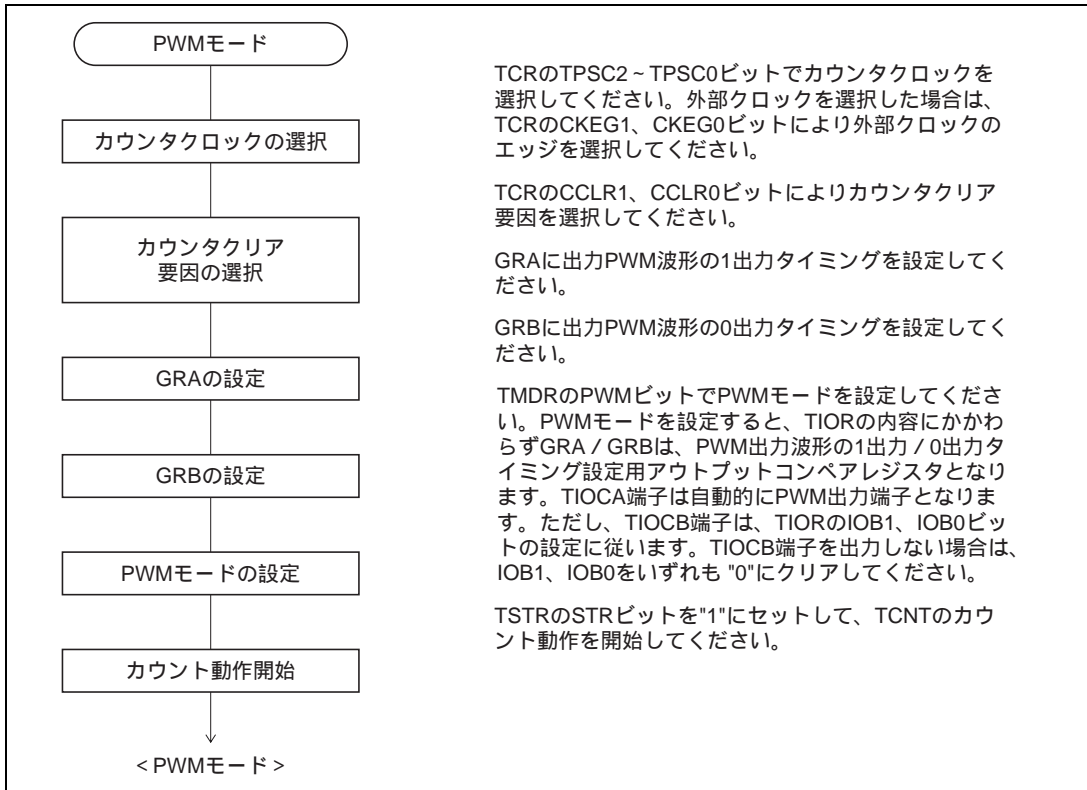 PWMモード
カウンタクロックの選択
カウンタクリア
要因の選択
GRAの設定
GRBの設定
PWMモードの設定
カウント動作開始
< PWMモード >
TCRのTPSC2~TPSC0ビットでカウンタクロックを
選択してください。外部クロックを選択した場合は、
TCRのCKEG1、CKEG0ビットにより外部クロックの
エッジを選択してください。
TCRのCCLR1、CCLR0ビットによりカウンタクリア
要因を選択してください。
GRAに出力PWM波形の1出力タイミングを設定してく
ださい。
GRBに出力PWM波形の0出力タイミングを設定してく
ださい。
TMDRのPWMビットでPWMモードを設定してくださ
い。PWMモードを設定すると、TIORの内容にかかわ
らずGRA / GRBは、PWM出力波形の1出力 / 0出力タ
イミング設定用アウトプットコンペアレジスタとなり
ます。TIOCA端子は自動的にPWM出力端子となりま
す。ただし、TIOCB端子は、TIORのIOB1、IOB0ビッ
トの設定に従います。TIOCB端子を出力しない場合は、
IOB1、IOB0をいずれも "0"にクリアしてください。
TSTRのSTRビットを"1"にセットして、TCNTのカウ
ント動作を開始してください。